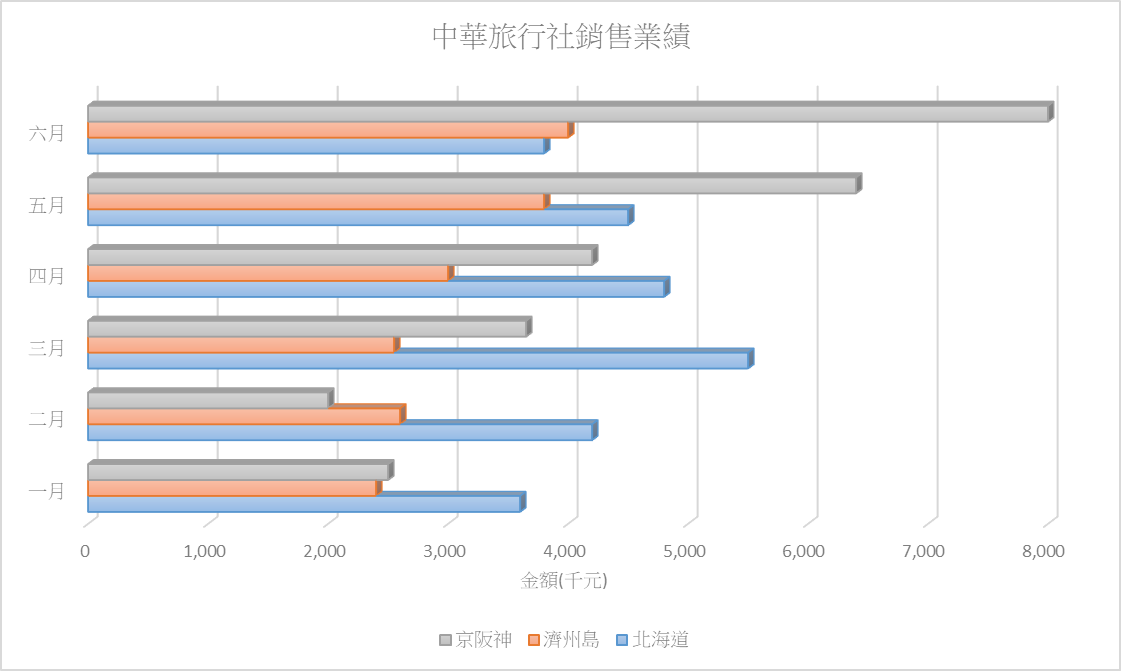 中華旅行社銷售業績
六月
五月
四月
三月
二月
一月
0 1,000 2,000 3,000 4,000 5,000 6,000 7,000 8,000
金額(千元)
京阪神 濟州島 北海道